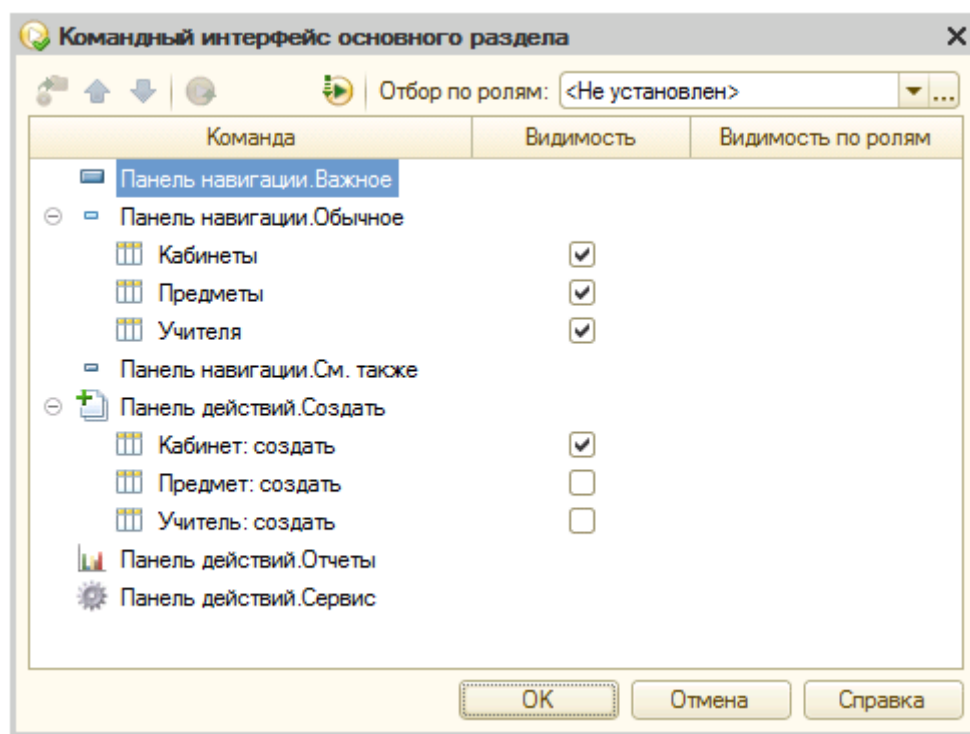 Командный интерфейс основного раздела
Отбор по ролям: <Не установлен>
Команда Видимость Видимость по ролям
Панель навигации.Важное
Панель навигации.Обычное
Кабинеты
Предметы
Учителя
Панель навигации.См. также
Панель действий.Создать
Кабинет: создать
Предмет: создать
Учитель: создать
Панель действий.Отчеты
Панель действий.Сервис
OK Отмена Справка